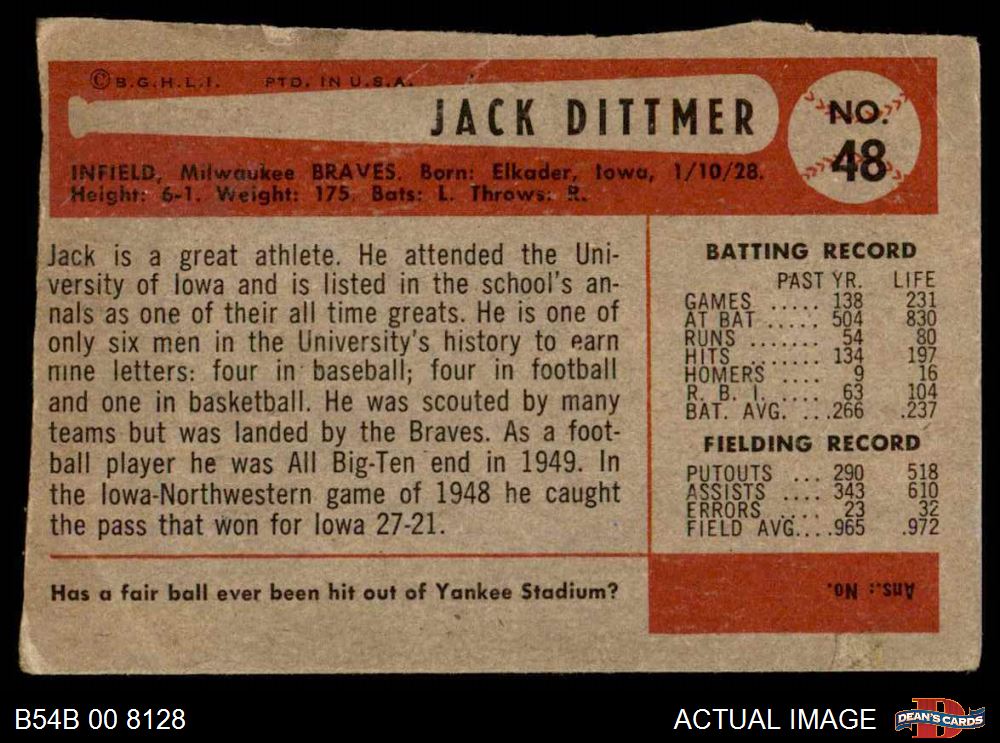 ©B.G.H.L.I. PTD. IN U.S.A.
JACK DITTMER
NO.
48
INFIELD, Milwaukee BRAVES. Born: Elkader, Iowa, 1/10/28.
Height: 6-1. Weight: 175. Bats: L. Throws: R.
Jack is a great athlete. He attended the Uni-
versity of Iowa and is listed in the school's an-
nals as one of their all time greats. He is one of
only six men in the University's history to earn
nine letters: four in baseball; four in football
and one in basketball. He was scouted by many
teams but was landed by the Braves. As a foot-
ball player he was All Big-Ten end in 1949. In
the Iowa-Northwestern game of 1948 he caught
the pass that won for Iowa 27-21.
BATTING RECORD
PAST YR. LIFE
GAMES ..... 138 231
AT BAT ..... 504 830
RUNS ....... 54 80
HITS ....... 134 197
HOMERS .... 9 16
R. B. I. .... 63 104
BAT. AVG. ...266 .237
FIELDING RECORD
PUTOUTS ... 290 518
ASSISTS .... 343 610
ERRORS .... 23 32
FIELD AVG....965 .972
Has a fair ball ever been hit out of Yankee Stadium?
Ans.: No.
B54B 00 8128
ACTUAL IMAGE
D
DEAN'S CARDS